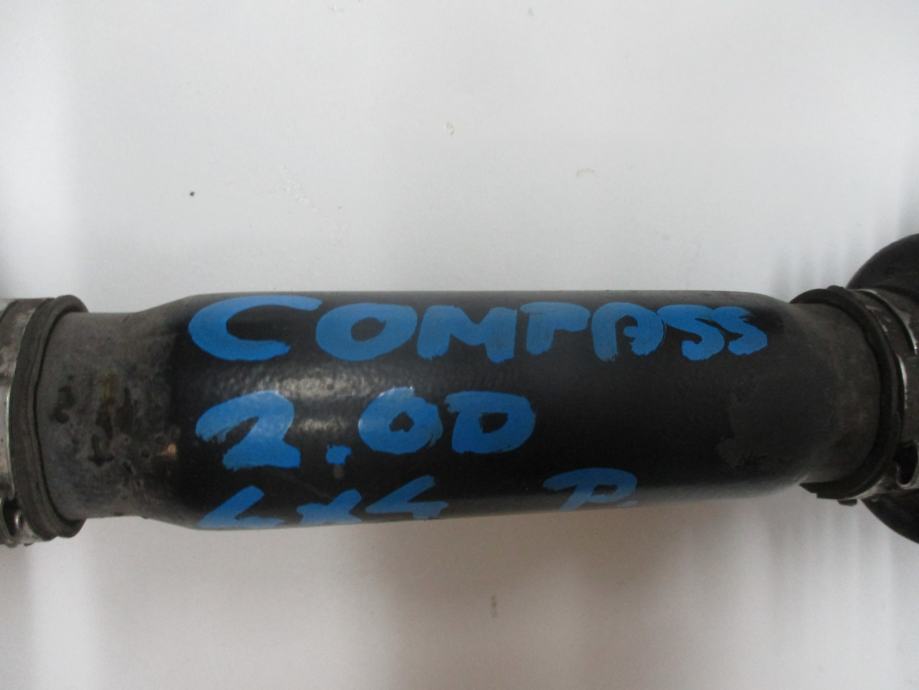 COMPASS
2.0D
4x4 P.